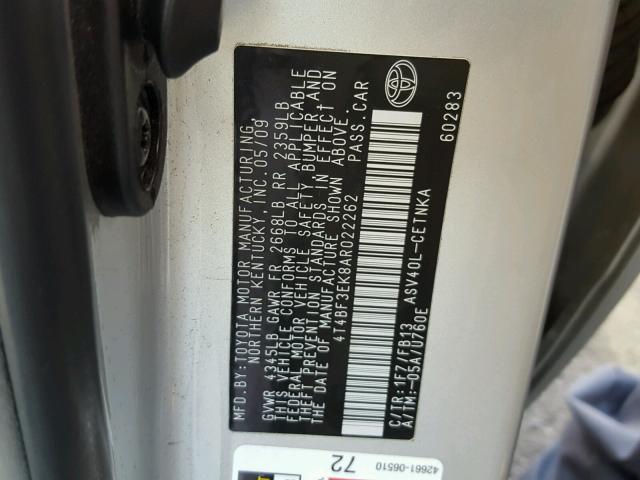 MFD.BY:TOYOTA MOTOR MANUFACTURING,
NORTHERN KENTUCKY, INC.05/09
GVWR 4345LB GAWR FR 2668LB RR 2359LB
THIS VEHICLE CONFORMS TO ALL APPLICABLE
FEDERAL MOTOR VEHICLE SAFETY BUMPER, AND
THEFT PREVENTION STANDARDS IN EFFECT ON
THE DATE OF MANUFACTURE SHOWN ABOVE.
4T4BF3EK8AR022262 PASS.CAR
C/TR:1F7/FB13 ASV40L-CETNKA
A/TM:-05A/U760E
60283
42661-06510
72